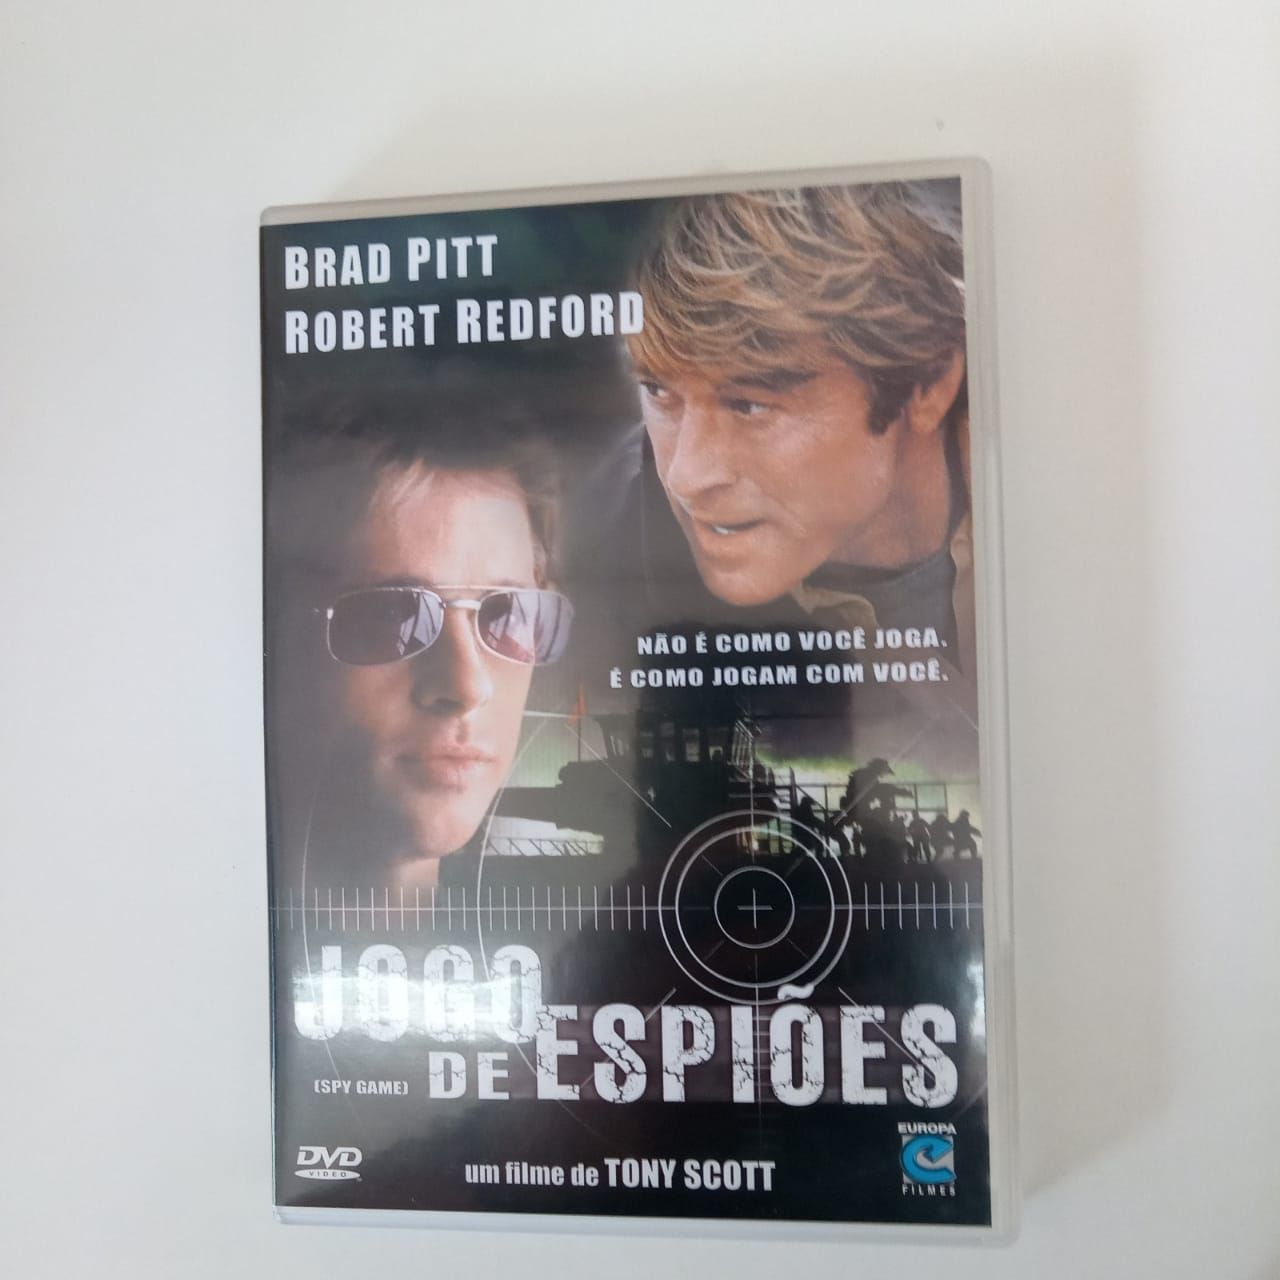 BRAD PITT
ROBERT REDFORD
NÃO É COMO VOCÊ JOGA.
É COMO JOGAM COM VOCÊ.
JOGO
DE ESPIÕES
(SPY GAME)
DVD
VIDEO
um filme de TONY SCOTT
EUROPA
FILMES